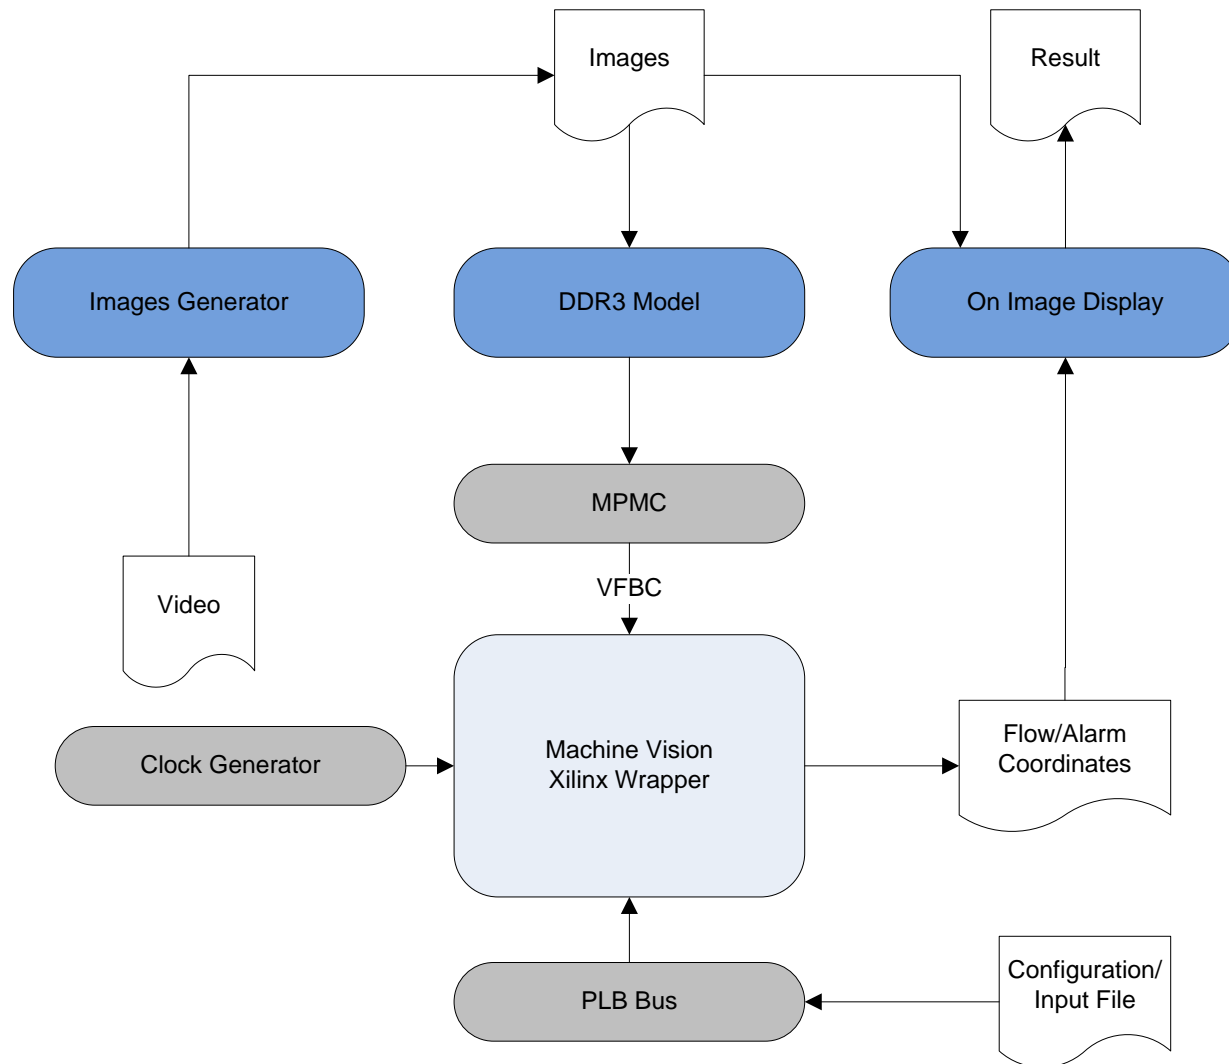 Images
Result
Images Generator
DDR3 Model
On Image Display
MPMC
VFBC
Video
Clock Generator
Machine Vision
Xilinx Wrapper
Flow/Alarm
Coordinates
PLB Bus
Configuration/
Input File